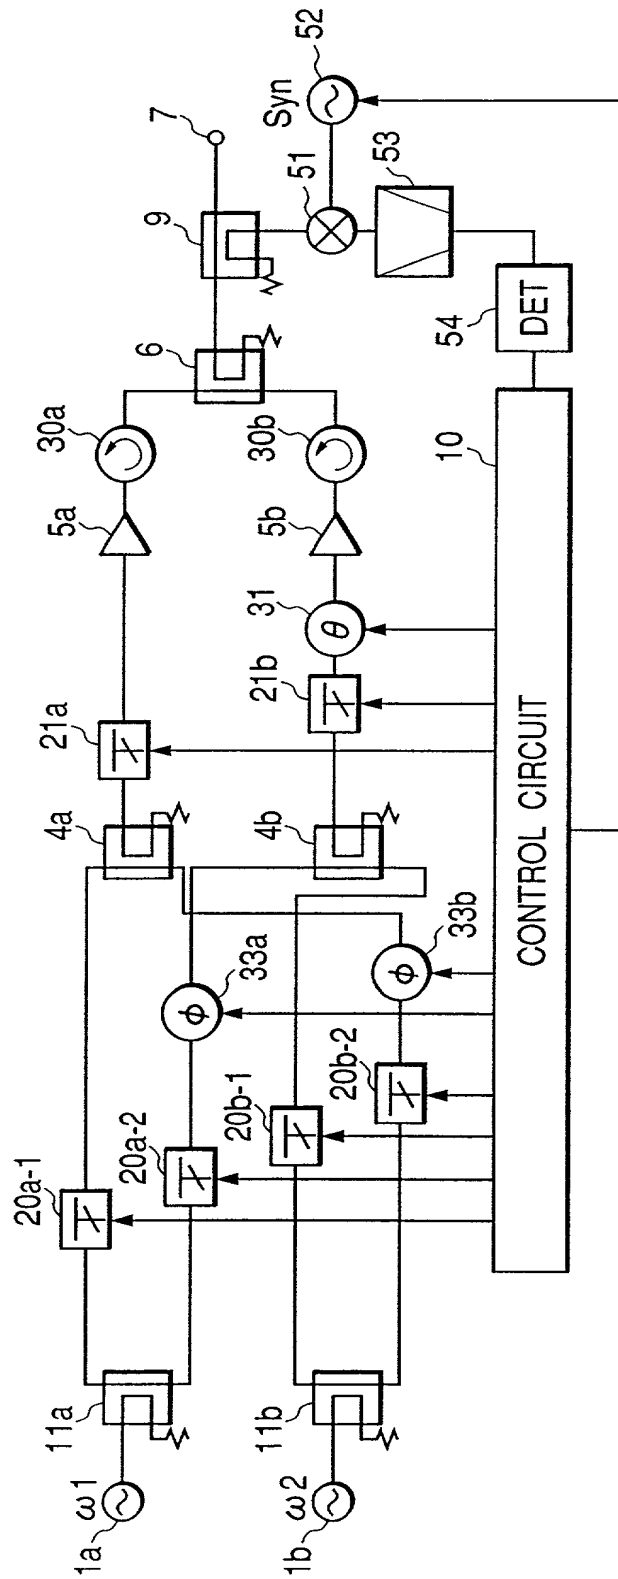 ω1
1a
11a
20a-1
20a-2
33a
4a
21a
5a
30a
6
9
7
ω2
1b
11b
20b-1
20b-2
33b
4b
21b
θ
31
5b
30b
51
Syn
52
53
54
DET
10
CONTROL CIRCUIT
ϕ
ϕ